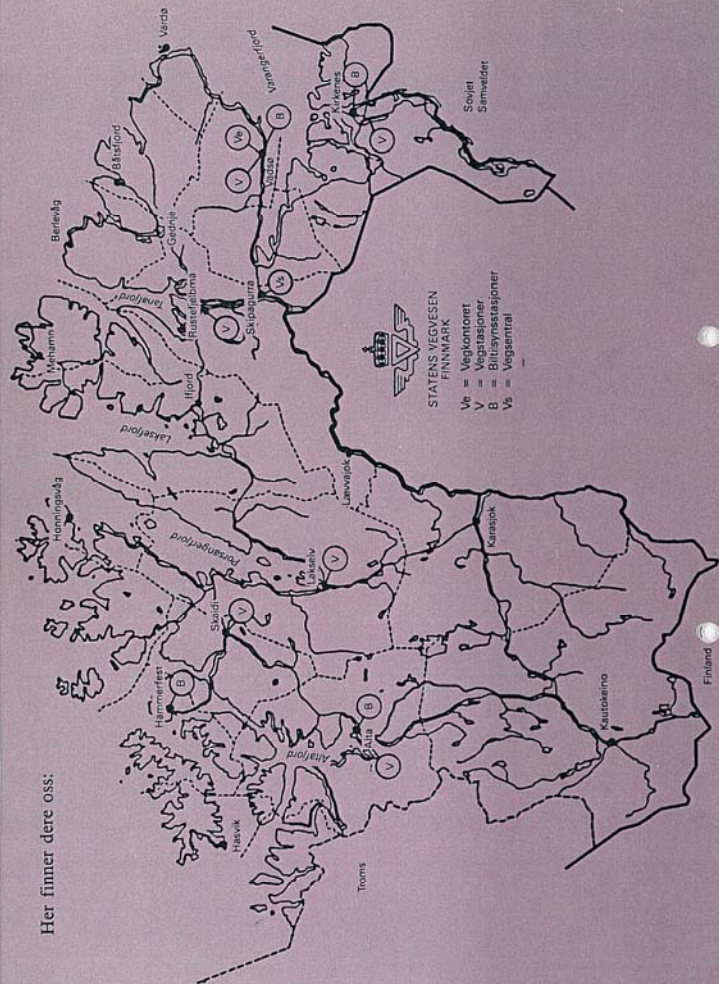 Her finner dere oss:
Hasvik
Hammerfest
B
Skaidi
V
Honningsvåg
Porsangerfjord
Lakselv
V
Altafjord
Alta
B
V
Troms
Kautokeino
Karasjok
Finland
Lævvajok
Laksefjord
Mehamn
Ifjord
Tanafjord
Berlevåg
Båtsfjord
Gednje
Rustefjelbma
V
Skipagurra
Vs
Vardø
V
Ve
Vadsø
B
Varangerfjord
Kirkenes
B
V
Sovjet
Samveldet
STATENS VEGVESEN
FINNMARK
Ve = Vegkontoret
V = Vegstasjoner
B = Biltilsynsstasjoner
Vs = Vegsentral